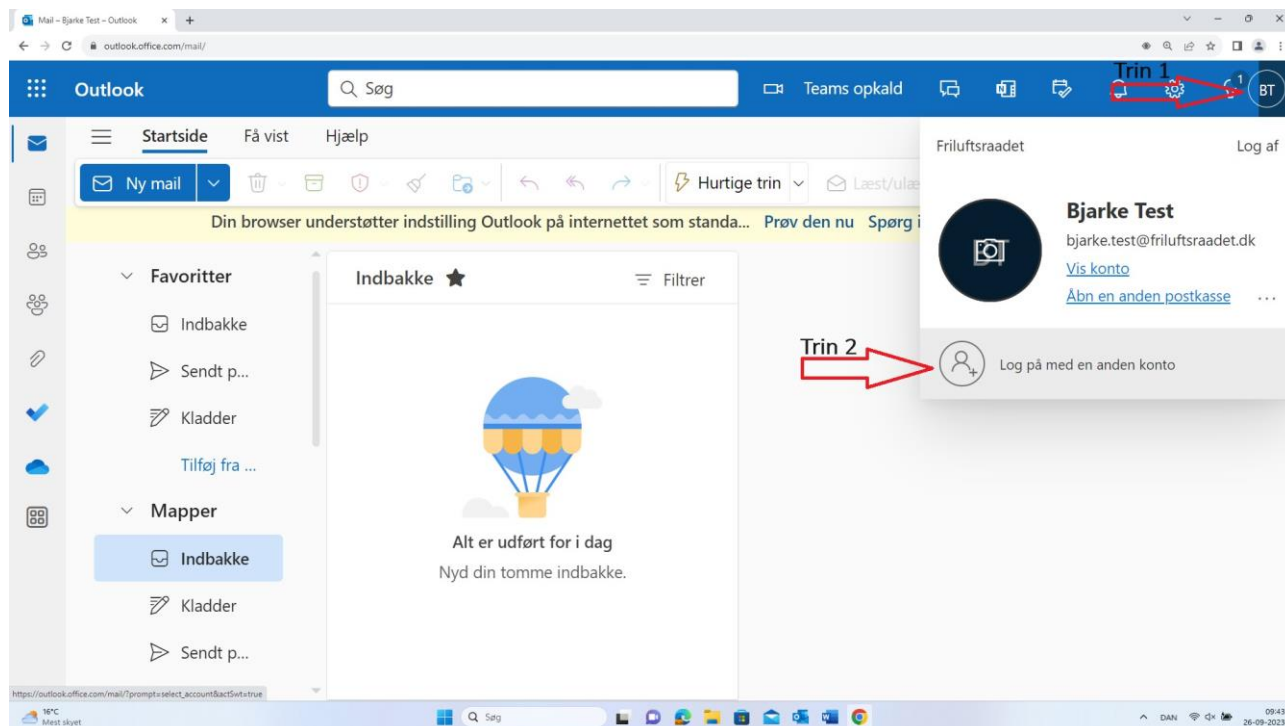 Mail – Bjarke Test – Outlook
outlook.office.com/mail/
Trin 1
Outlook
Søg
Teams opkald
1
BT
Startside Få vist Hjælp
Friluftsraadet Log af
Ny mail
Hurtige trin
Læst/ulæ
Din browser understøtter indstilling Outlook på internettet som standa... Prøv den nu Spørg i
Bjarke Test
bjarke.test@friluftsraadet.dk
Vis konto
Åbn en anden postkasse ...
Favoritter
Indbakke
Filtrer
Indbakke
Sendt p...
Kladder
Tilføj fra ...
Trin 2
Log på med en anden konto
Mapper
Indbakke
Kladder
Sendt p...
Alt er udført for i dag
Nyd din tomme indbakke.
https://outlook.office.com/mail/?prompt=select_account&actSwt=true
16°C
Mest skyet
Søg
DAN
09:43